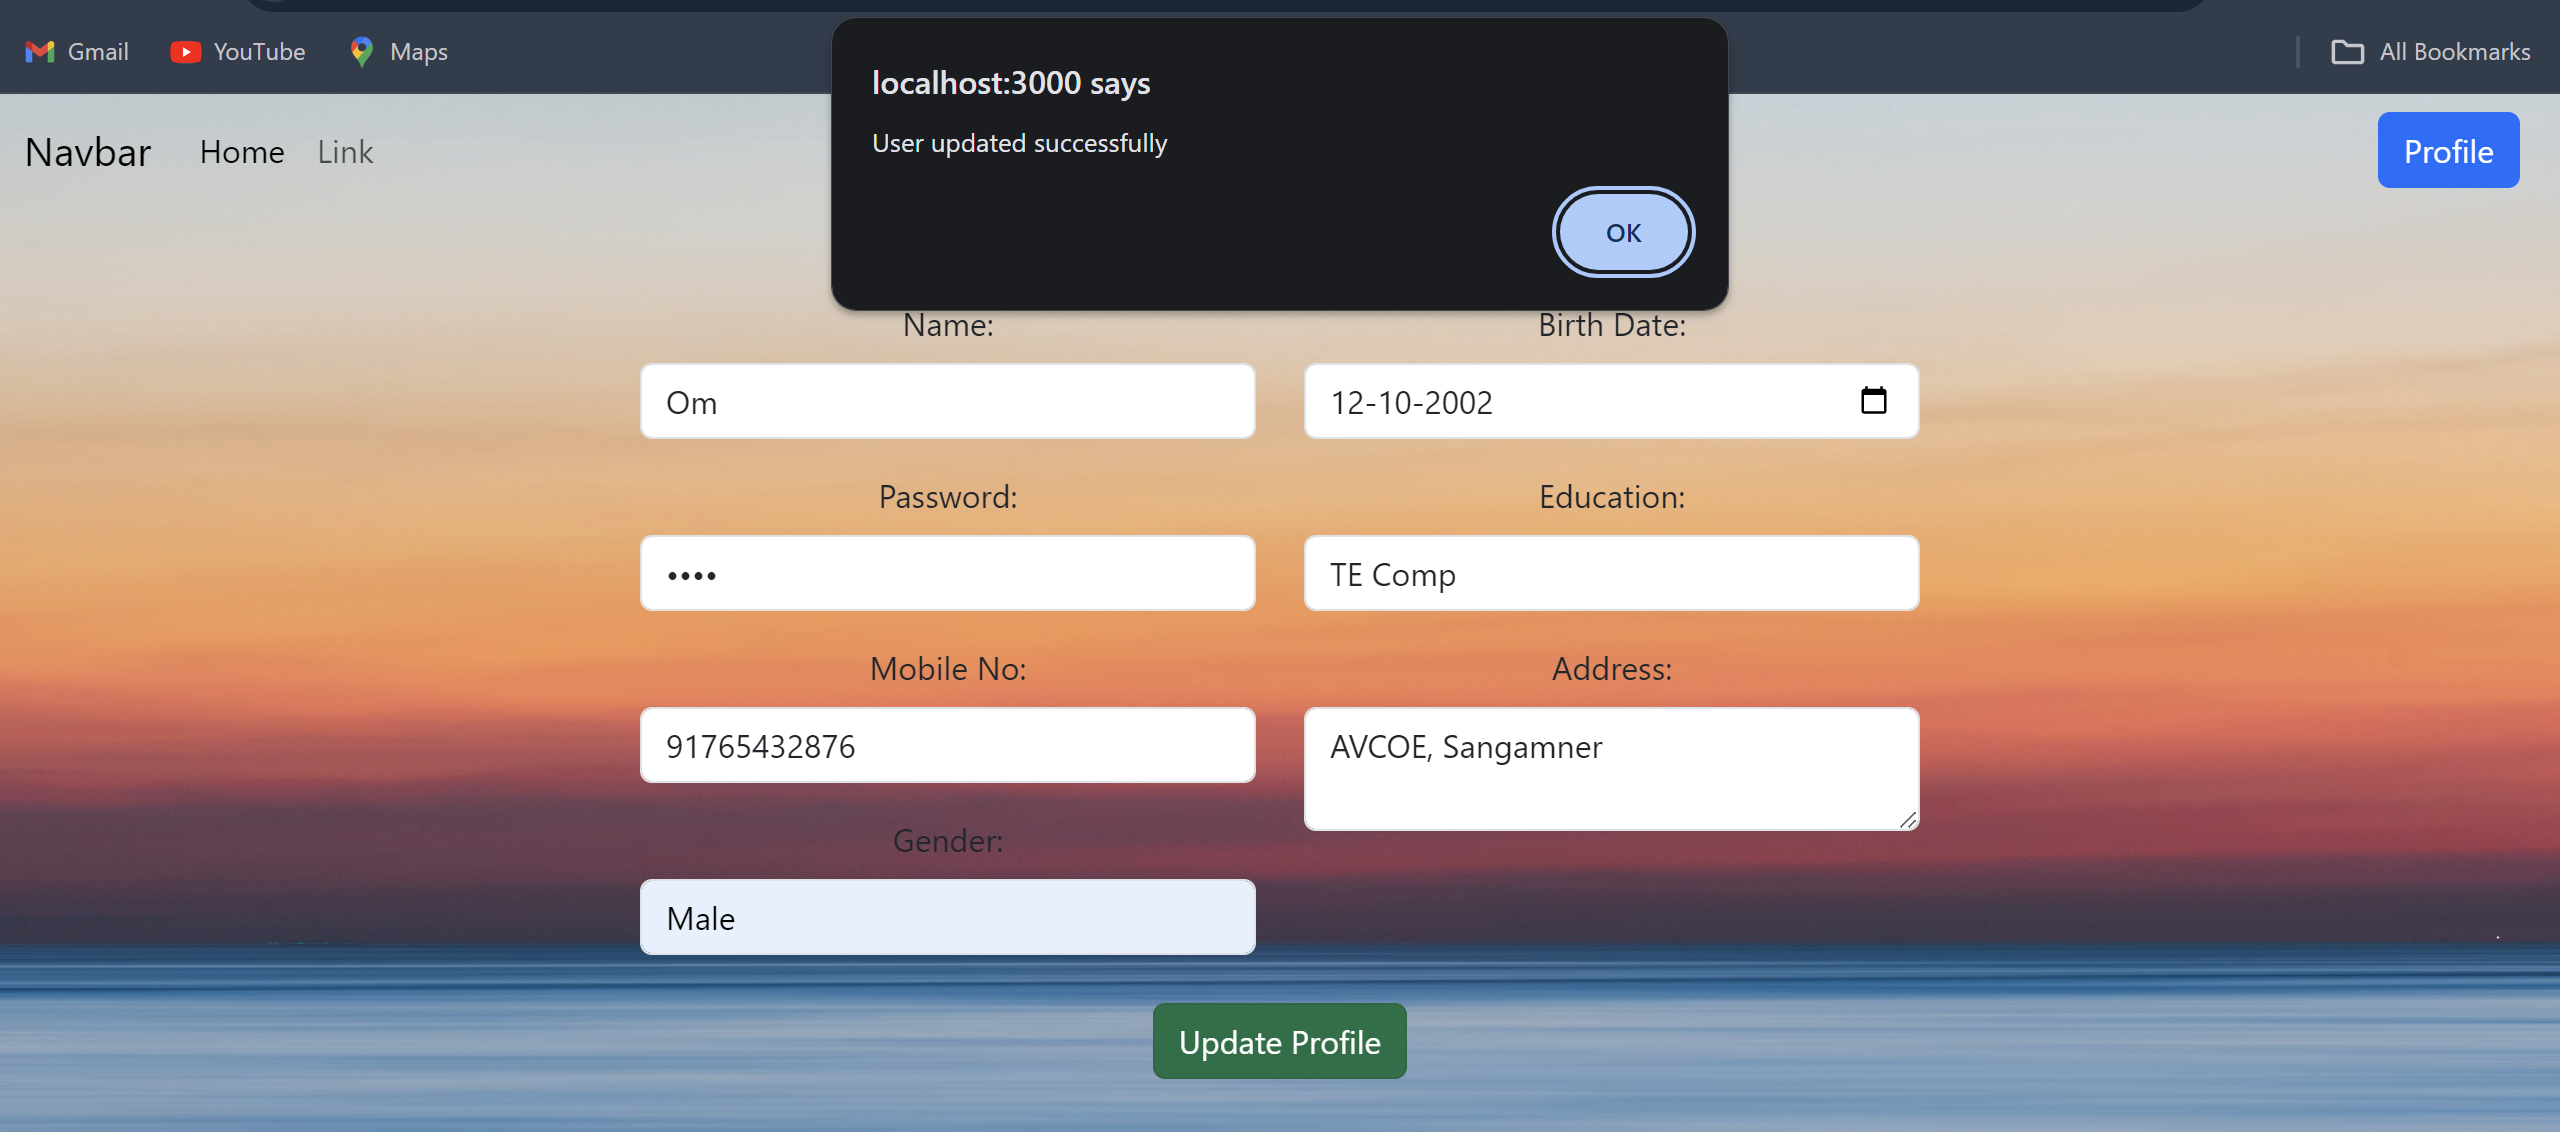 Gmail YouTube Maps All Bookmarks
localhost:3000 says
User updated successfully
OK
Navbar Home Link Profile
Name: Birth Date:
Om 12-10-2002
Password: Education:
•••• TE Comp
Mobile No: Address:
91765432876 AVCOE, Sangamner
Gender:
Male
Update Profile